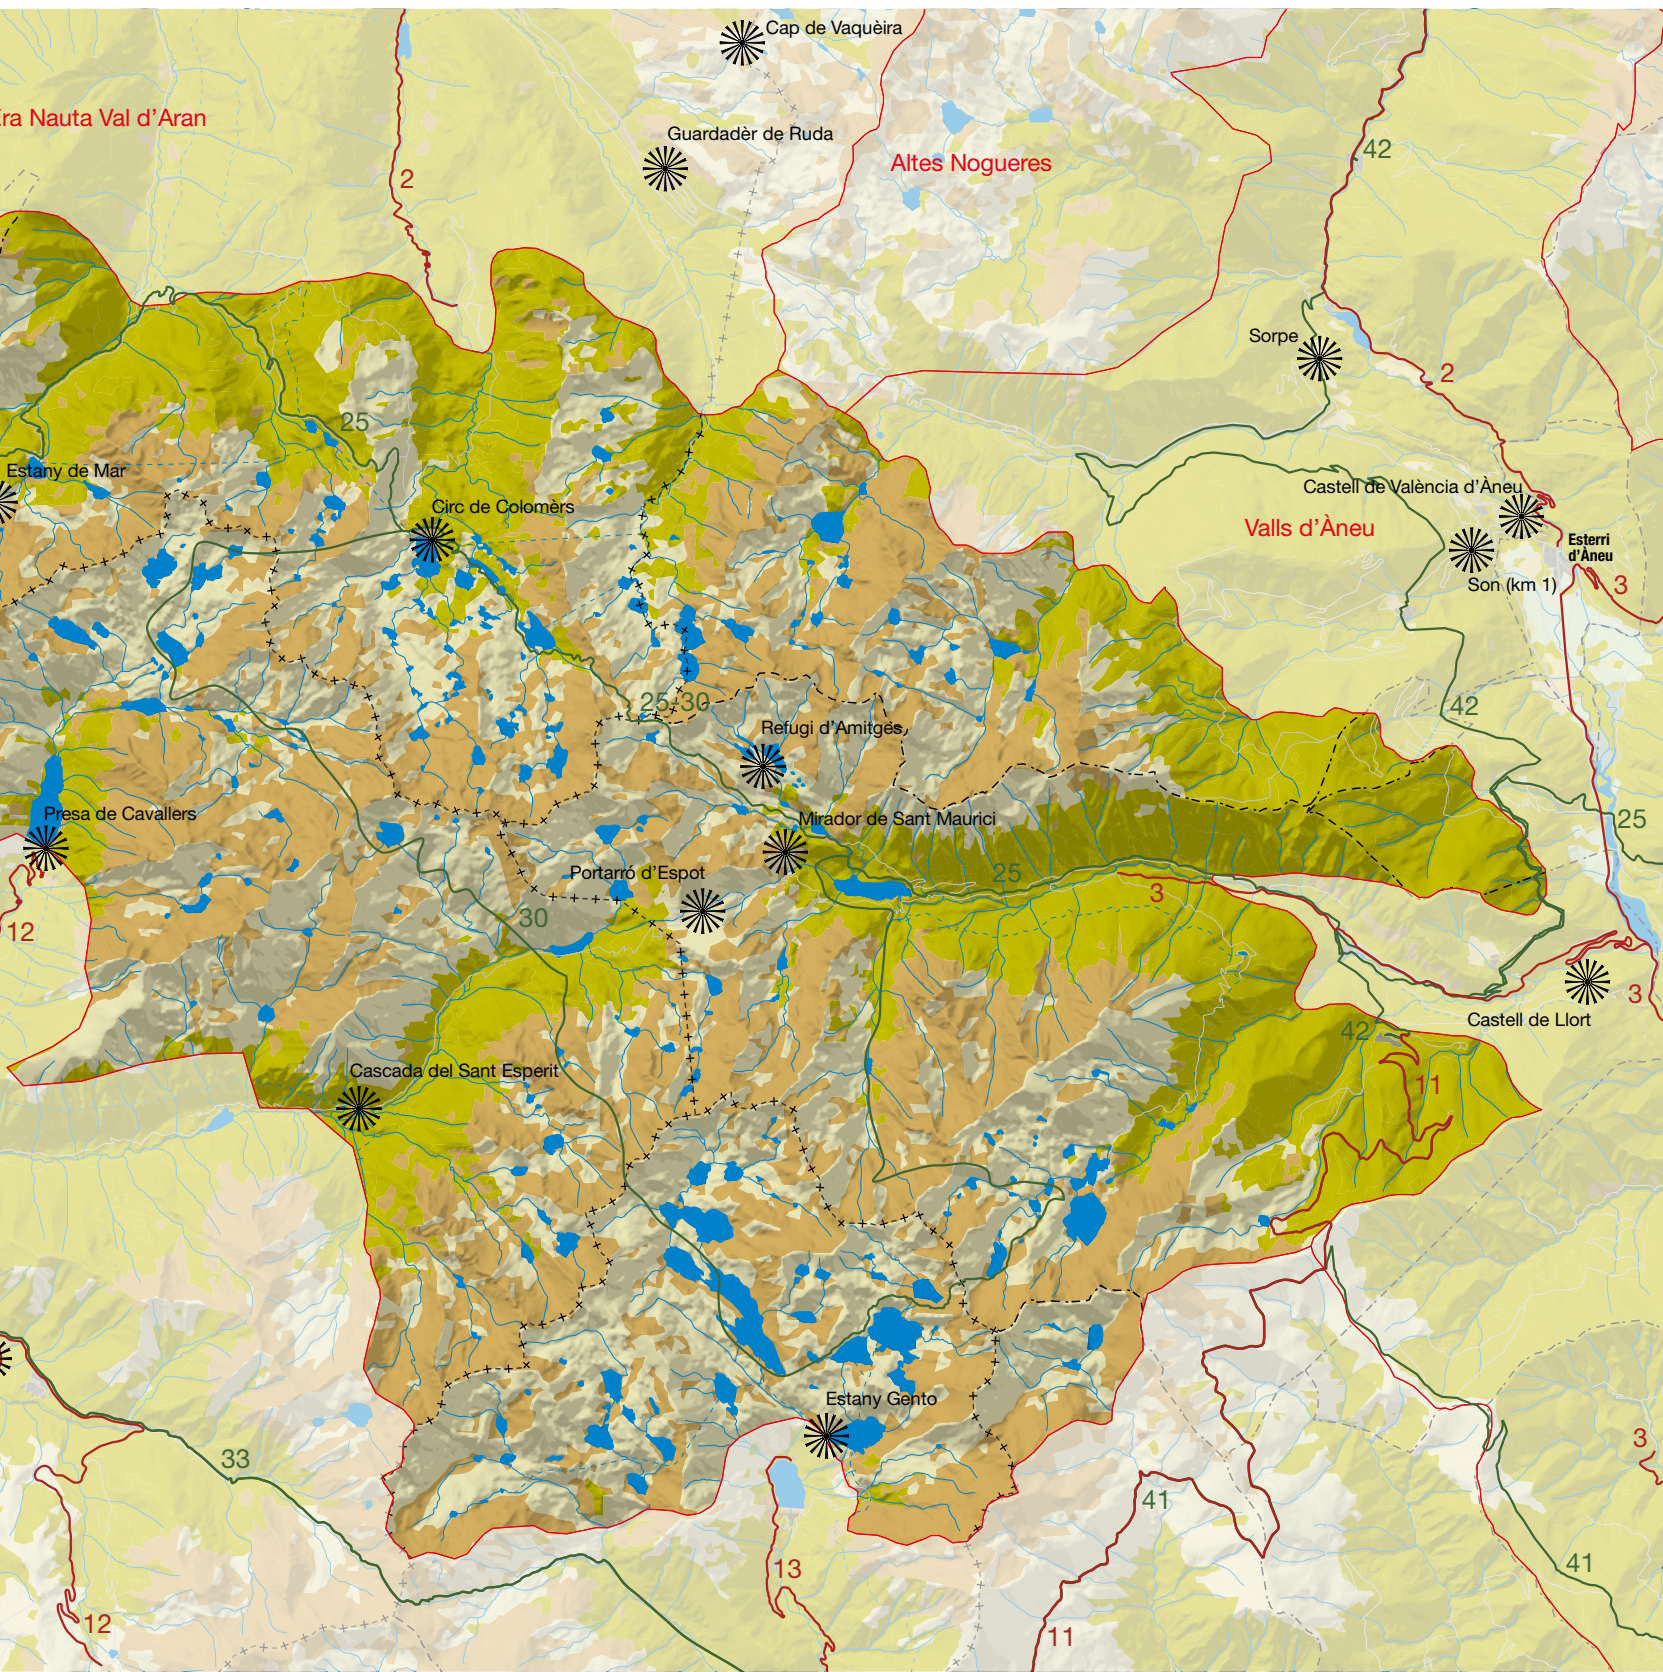 Cap de Vaquèira
ra Nauta Val d'Aran
Guardadèr de Ruda
42
Altes Nogueres
2
Sorpe
2
25
Estany de Mar
Castell de València d'Àneu
Circ de Colomèrs
Valls d'Àneu
Esterri
d'Àneu
Son (km 1)
3
25-30
42
Refugi d'Amitges
Presa de Cavallers
Mirador de Sant Maurici
25
Portarró d'Espot
25
3
30
12
3
Castell de Llort
42
Cascada del Sant Esperit
11
Estany Gento
33
3
41
13
41
12
11